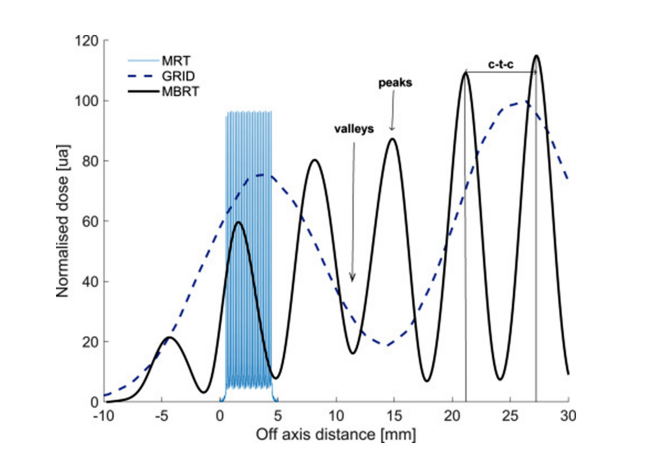 120
100
80
60
40
20
0
Normalised dose [ua]
MRT
GRID
MBRT
c-t-c
peaks
valleys
-10 -5 0 5 10 15 20 25 30
Off axis distance [mm]